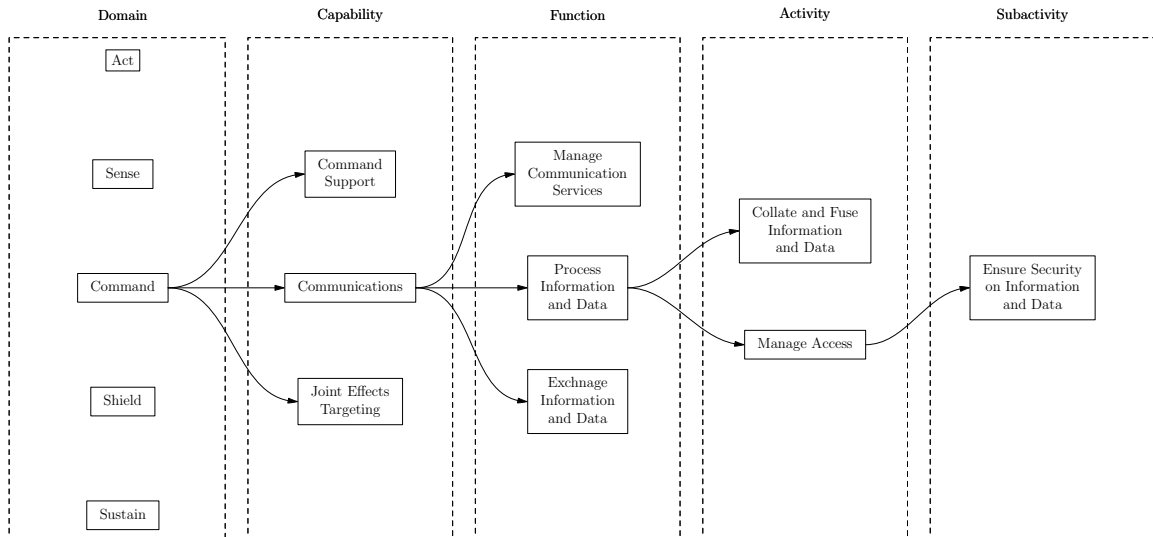 Domain
Capability
Function
Activity
Subactivity
Act
Sense
Command
Shield
Sustain
Command
Support
Communications
Joint Effects
Targeting
Manage
Communication
Services
Process
Information
and Data
Exchnage
Information
and Data
Collate and Fuse
Information
and Data
Manage Access
Ensure Security
on Information
and Data